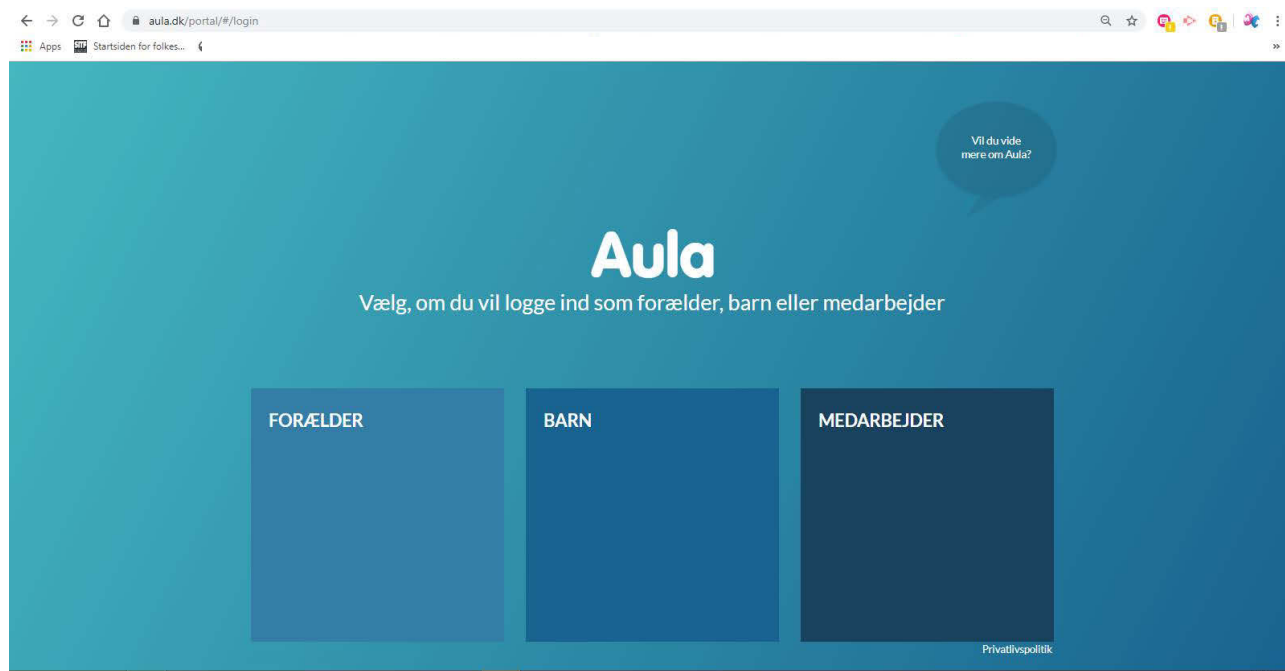 aula.dk/portal/#/login
Apps
Startsiden for folkes...
»
Vil du vide
mere om Aula?
Aula
Vælg, om du vil logge ind som forælder, barn eller medarbejder
FORÆLDER
BARN
MEDARBEJDER
Privatlivspolitik